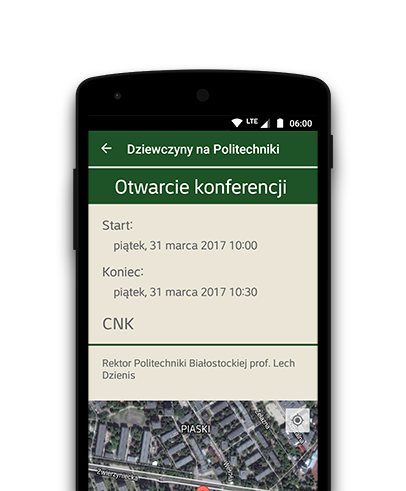 LTE 06:00
Dziewczyny na Politechniki
Otwarcie konferencji
Start:
piątek, 31 marca 2017 10:00
Koniec:
piątek, 31 marca 2017 10:30
CNK
Rektor Politechniki Białostockiej prof. Lech
Dzienis
PIASKI
Żelazna
Zwierzyniecka